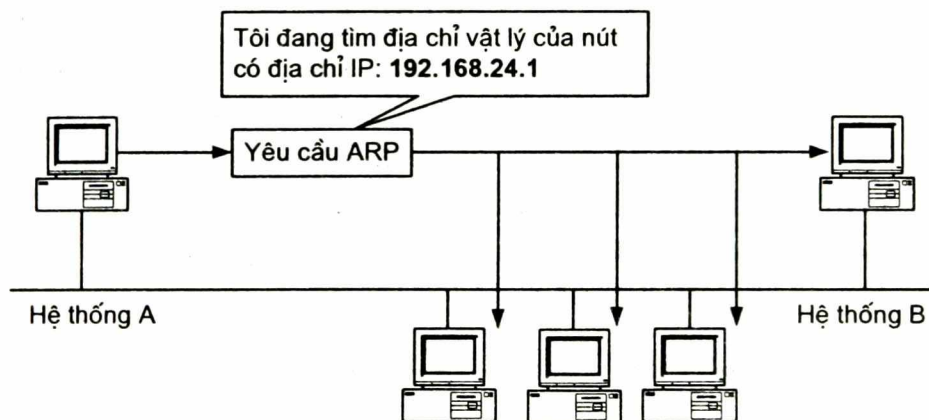 Tôi đang tìm địa chỉ vật lý của nút
có địa chỉ IP: 192.168.24.1
Yêu cầu ARP
Hệ thống A
Hệ thống B